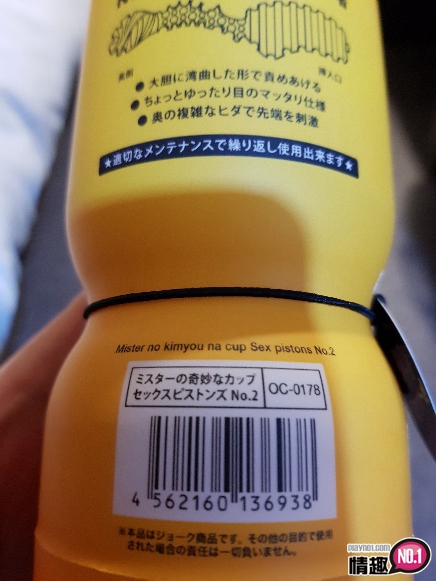 奥側
挿入口
● 大胆に湾曲した形で責めあげる
● ちょっとゆったり目のマッタリ仕様
● 奥の複雑なヒダで先端を刺激
★適切なメンテナンスで繰り返し使用出来ます★
Mister no kimyou na cup Sex pistons No.2
ミスターの奇妙なカップ
セックスピストンズ No.2
OC-0178
4 562160 136938
※本品はジョーク商品です。その他の目的で使用
された場合の責任は一切負いません。
playno1.com
情趣 NO.1